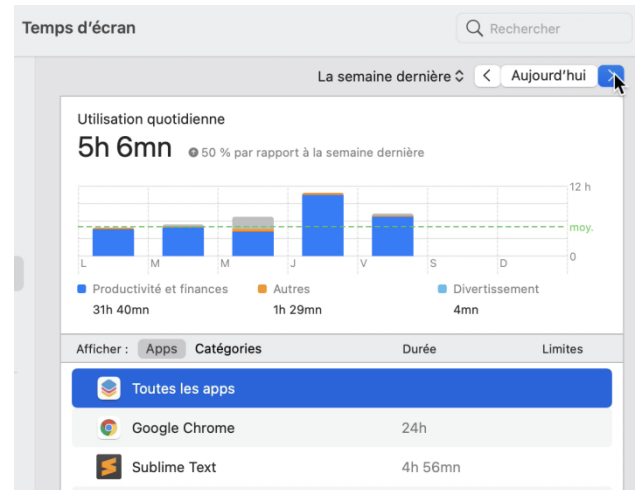 Temps d'écran
Rechercher
La semaine dernière
Aujourd'hui
Utilisation quotidienne
5h 6mn 50 % par rapport à la semaine dernière
12 h
moy.
0
L M M J V S D
Productivité et finances Autres Divertissement
31h 40mn 1h 29mn 4mn
Afficher : Apps Catégories Durée Limites
Toutes les apps
Google Chrome 24h
Sublime Text 4h 56mn